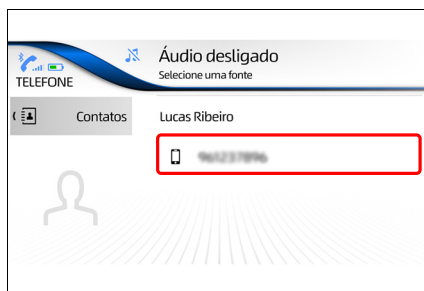 Áudio desligado
Selecione uma fonte
TELEFONE
Contatos
Lucas Ribeiro